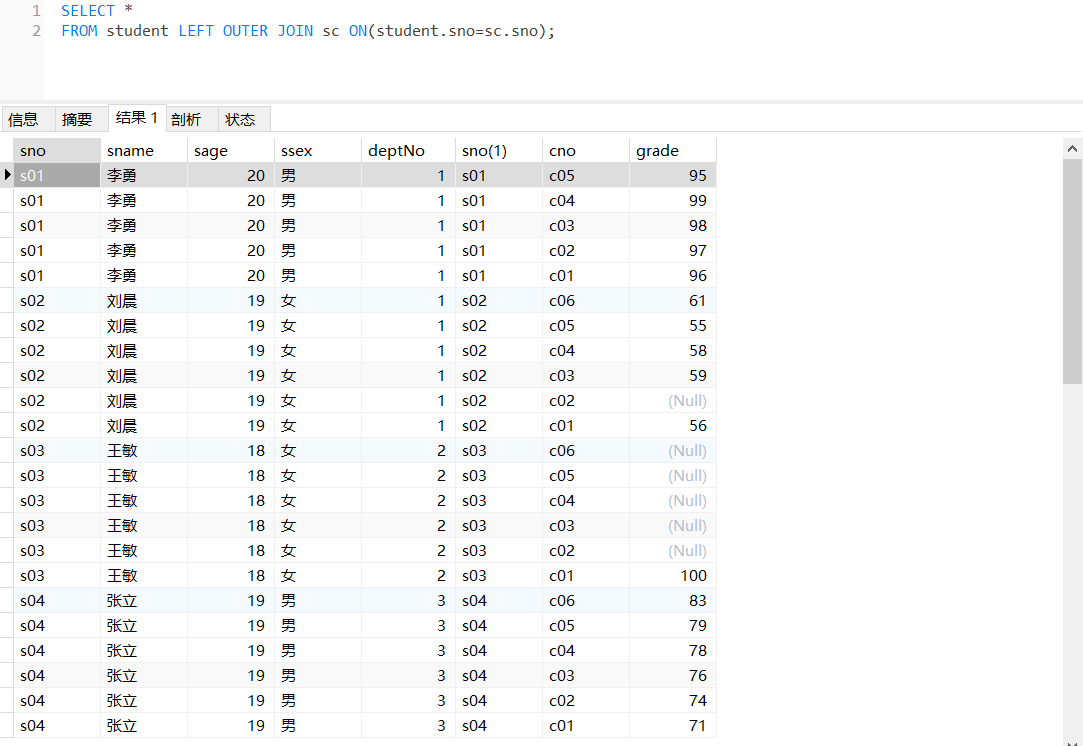 1 SELECT *
2 FROM student LEFT OUTER JOIN sc ON(student.sno=sc.sno);
信息 摘要 结果 1 剖析 状态
sno sname sage ssex deptNo sno(1) cno grade
s01 李勇 20 男 1 s01 c05 95
s01 李勇 20 男 1 s01 c04 99
s01 李勇 20 男 1 s01 c03 98
s01 李勇 20 男 1 s01 c02 97
s01 李勇 20 男 1 s01 c01 96
s02 刘晨 19 女 1 s02 c06 61
s02 刘晨 19 女 1 s02 c05 55
s02 刘晨 19 女 1 s02 c04 58
s02 刘晨 19 女 1 s02 c03 59
s02 刘晨 19 女 1 s02 c02 (Null)
s02 刘晨 19 女 1 s02 c01 56
s03 王敏 18 女 2 s03 c06 (Null)
s03 王敏 18 女 2 s03 c05 (Null)
s03 王敏 18 女 2 s03 c04 (Null)
s03 王敏 18 女 2 s03 c03 (Null)
s03 王敏 18 女 2 s03 c02 (Null)
s03 王敏 18 女 2 s03 c01 100
s04 张立 19 男 3 s04 c06 83
s04 张立 19 男 3 s04 c05 79
s04 张立 19 男 3 s04 c04 78
s04 张立 19 男 3 s04 c03 76
s04 张立 19 男 3 s04 c02 74
s04 张立 19 男 3 s04 c01 71